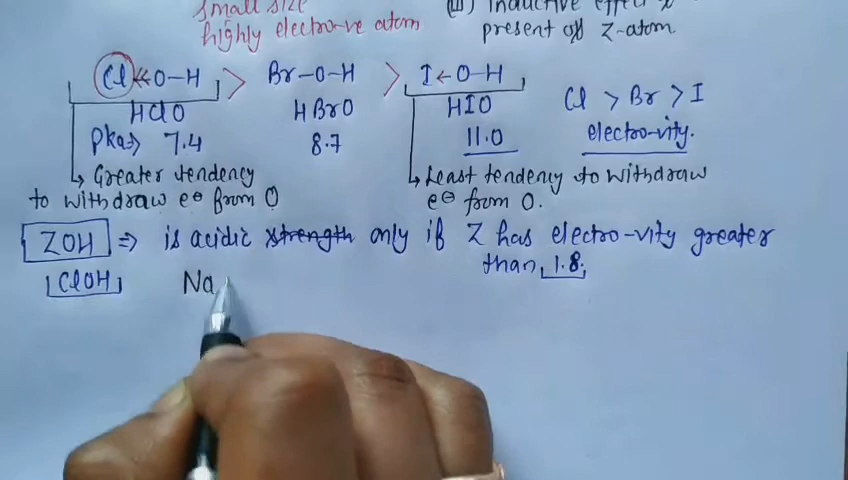 small size
highly electro-ve atom
(iii) inductive effect
present on Z-atom
Cl ← O-H > Br-O-H > I ← O-H
Cl > Br > I
HClO HBrO HIO
electro-vity.
Pka ⇒ 7.4 8.7 11.0
↳ Greater tendency
to withdraw e⊖ from O
↳ Least tendency to withdraw
e⊖ from O.
ZOH ⇒ is acidic strength only if Z has electro-vity greater
than 1.8.
ClOH Na